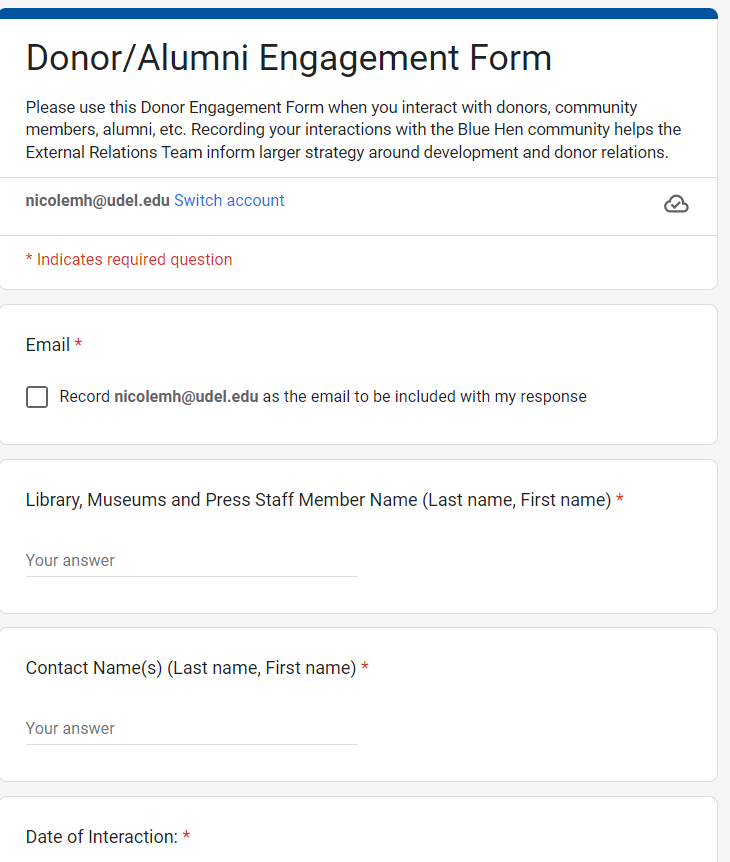 Donor/Alumni Engagement Form
Please use this Donor Engagement Form when you interact with donors, community
members, alumni, etc. Recording your interactions with the Blue Hen community helps the
External Relations Team inform larger strategy around development and donor relations.
nicolemh@udel.edu Switch account
* Indicates required question
Email *
Record nicolemh@udel.edu as the email to be included with my response
Library, Museums and Press Staff Member Name (Last name, First name) *
Your answer
Contact Name(s) (Last name, First name) *
Your answer
Date of Interaction: *